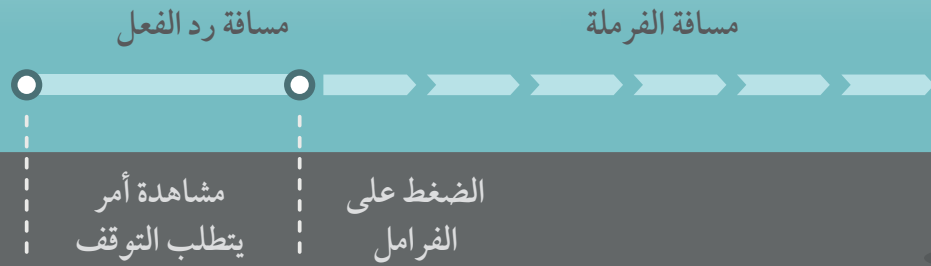 مسافة رد الفعل
مسافة الفرملة
مشاهدة أمر
يتطلب التوقف
الضغط على
الفرامل